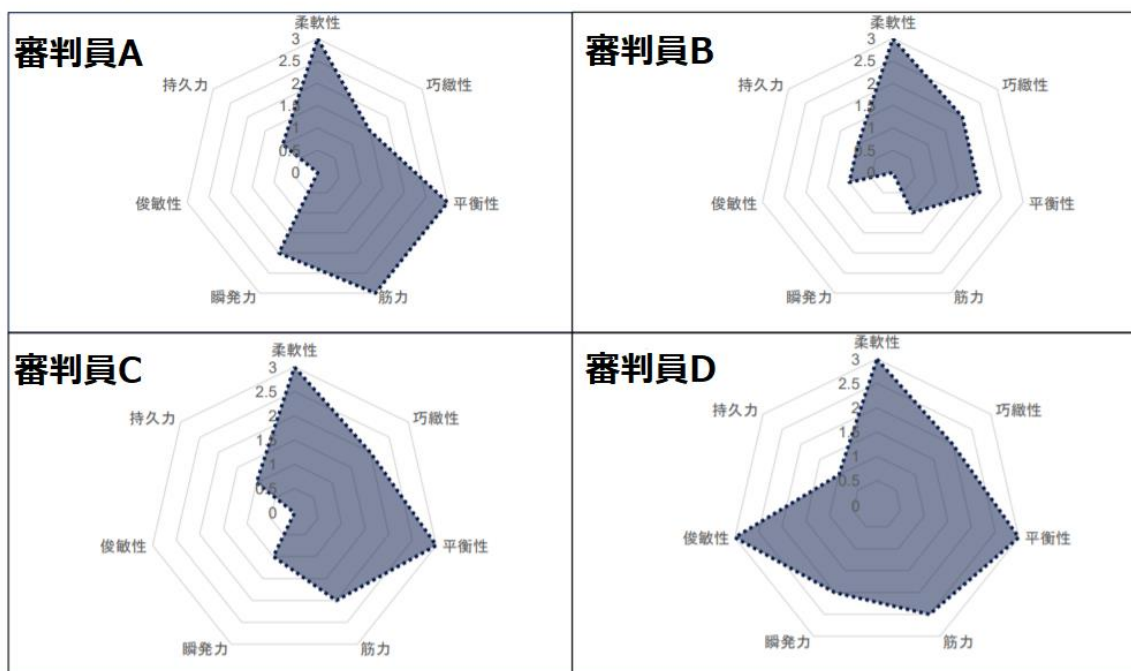 審判員A
柔軟性
3
2.5
2
1.5
1
0.5
0
巧緻性
平衡性
筋力
瞬発力
俊敏性
持久力
審判員B
柔軟性
3
2.5
2
1.5
1
0.5
0
巧緻性
平衡性
筋力
瞬発力
俊敏性
持久力
審判員C
柔軟性
3
2.5
2
1.5
1
0.5
0
巧緻性
平衡性
筋力
瞬発力
俊敏性
持久力
審判員D
柔軟性
3
2.5
2
1.5
1
0.5
0
巧緻性
平衡性
筋力
瞬発力
俊敏性
持久力